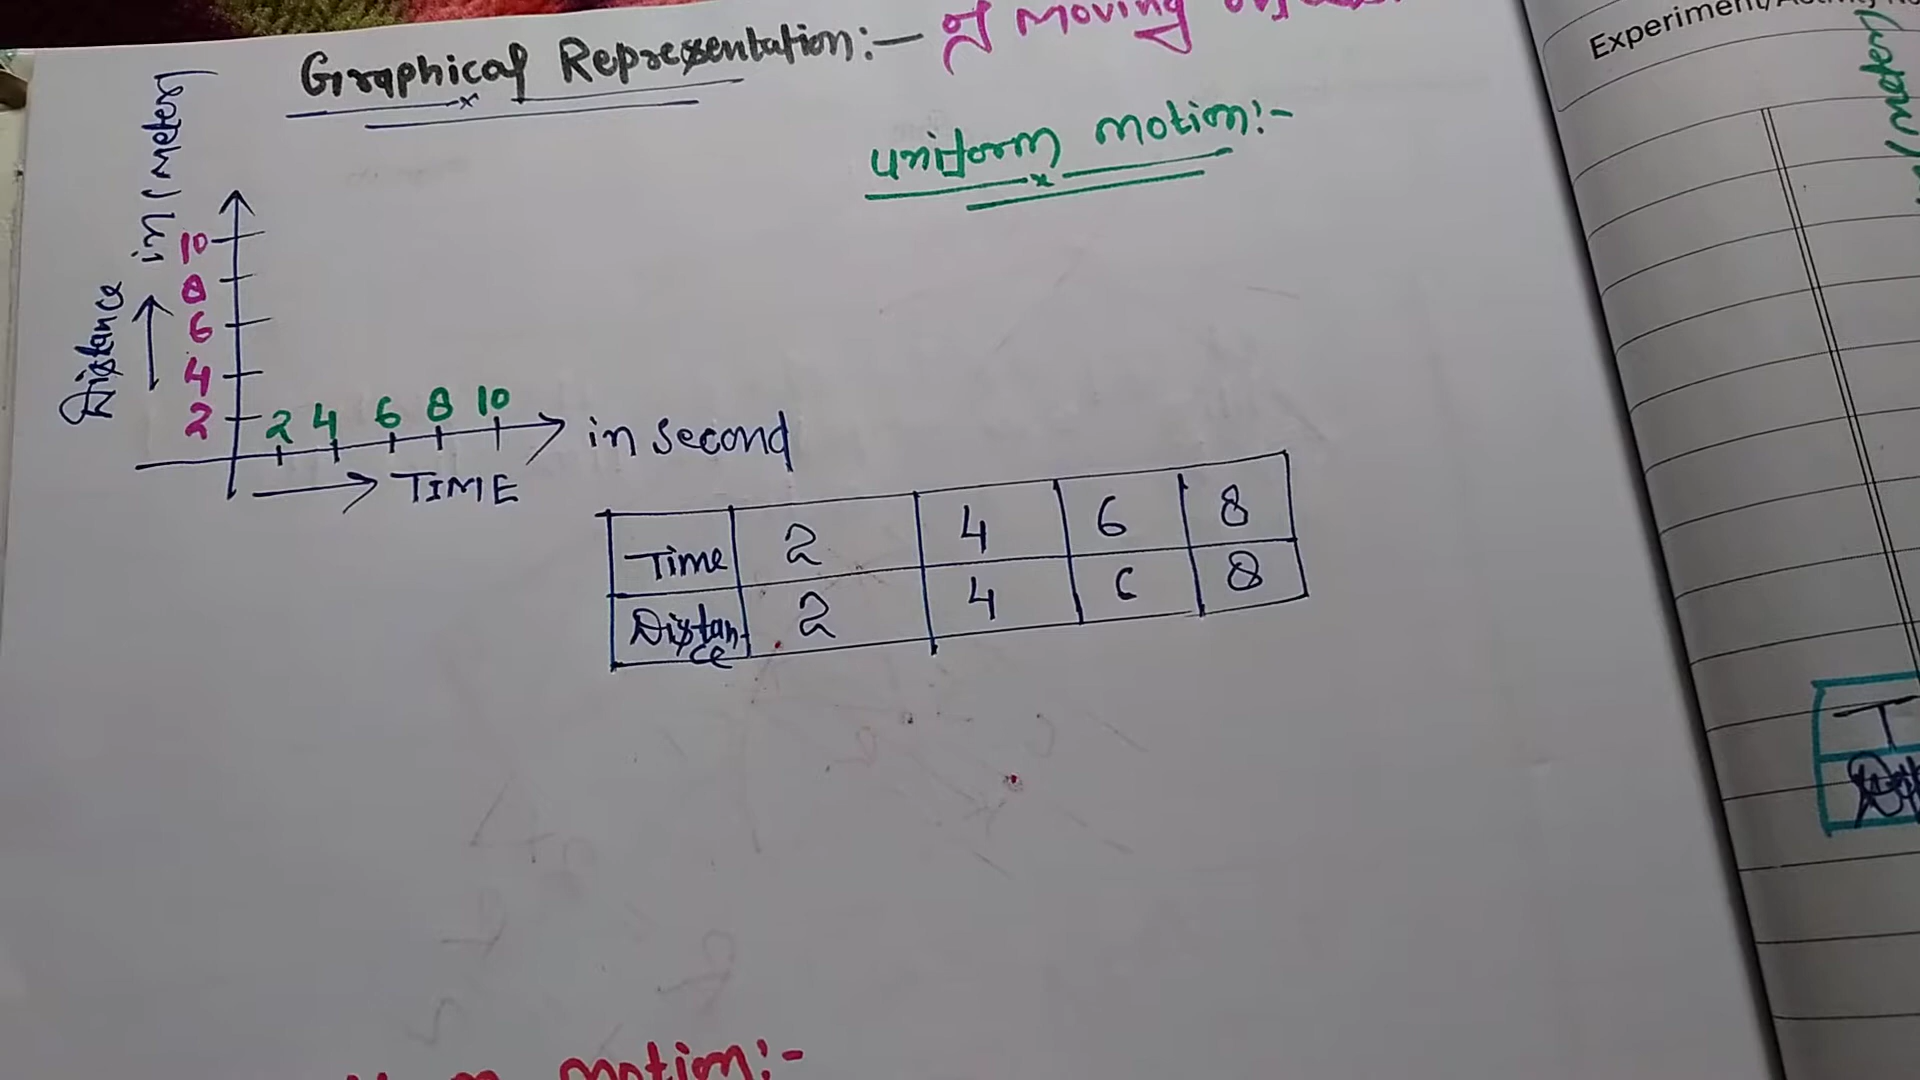 Graphical Representation:- of Moving
uniform motion:-
Distance in (Meter)
10
8
6
4
2
2 4 6 8 10
in second
TIME
Time 2 4 6 8
Distance 2 4 6 8
motion:-
Experiment/
T